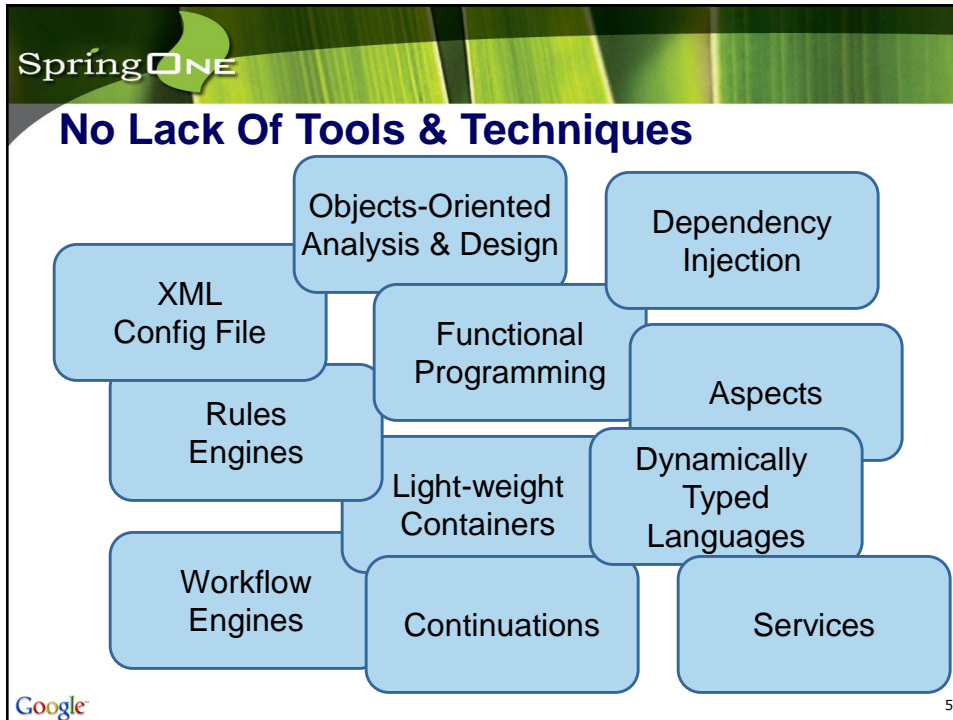 SpringOne
No Lack Of Tools & Techniques
Objects-Oriented
Analysis & Design
Dependency
Injection
XML
Config File
Functional
Programming
Aspects
Rules
Engines
Light-weight
Containers
Dynamically
Typed
Languages
Workflow
Engines
Continuations
Services
Google
5